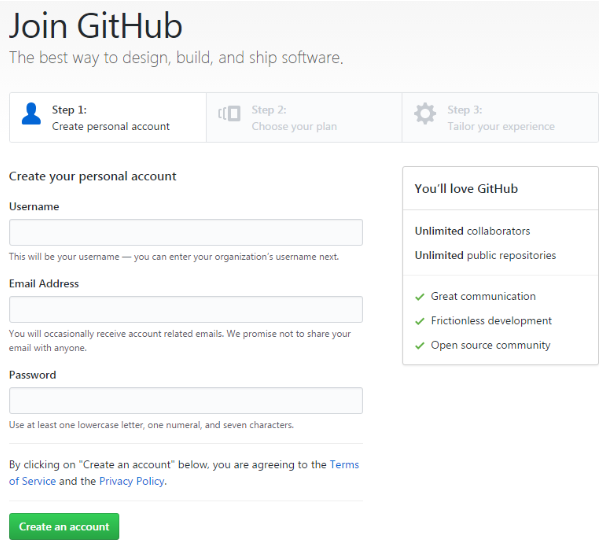 Join GitHub
The best way to design, build, and ship software.
Step 1:
Create personal account
Step 2:
Choose your plan
Step 3:
Tailor your experience
Create your personal account
Username
This will be your username — you can enter your organization's username next.
Email Address
You will occasionally receive account related emails. We promise not to share your
email with anyone.
Password
Use at least one lowercase letter, one numeral, and seven characters.
By clicking on "Create an account" below, you are agreeing to the Terms
of Service and the Privacy Policy.
Create an account
You'll love GitHub
Unlimited collaborators
Unlimited public repositories
Great communication
Frictionless development
Open source community